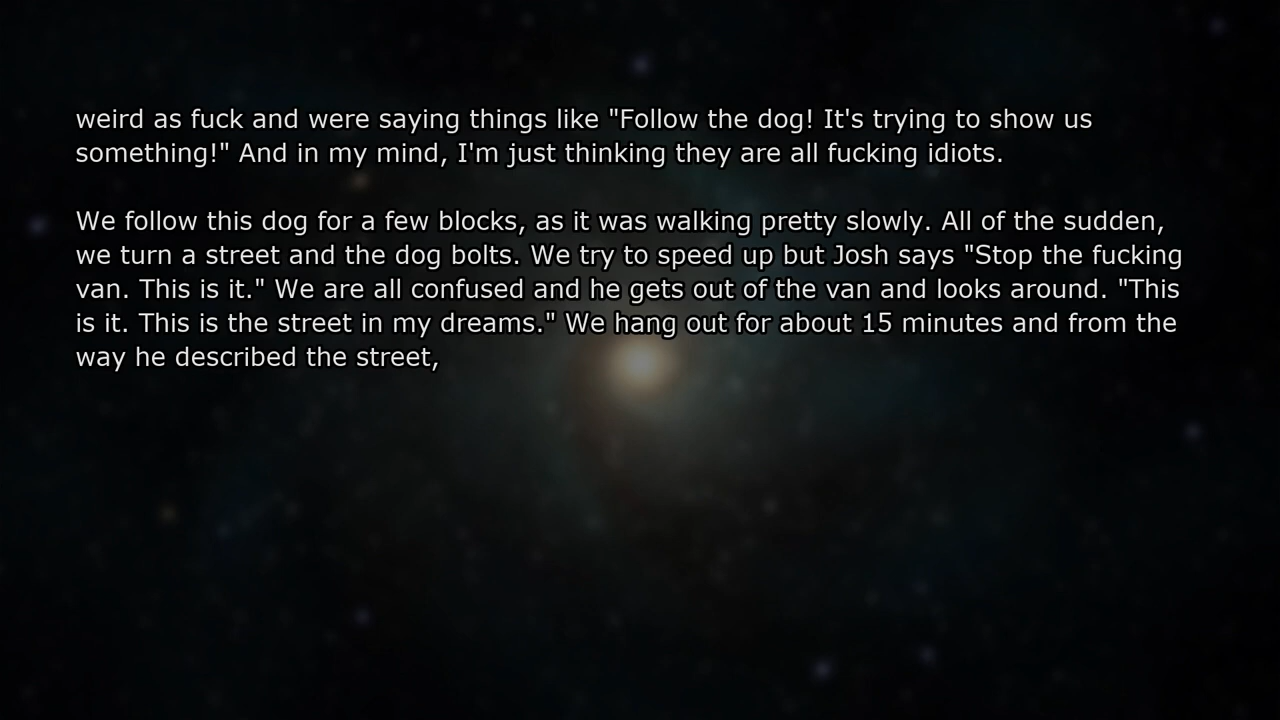 weird as fuck and were saying things like "Follow the dog! It's trying to show us
something!" And in my mind, I'm just thinking they are all fucking idiots.
We follow this dog for a few blocks, as it was walking pretty slowly. All of the sudden,
we turn a street and the dog bolts. We try to speed up but Josh says "Stop the fucking
van. This is it." We are all confused and he gets out of the van and looks around. "This
is it. This is the street in my dreams." We hang out for about 15 minutes and from the
way he described the street,